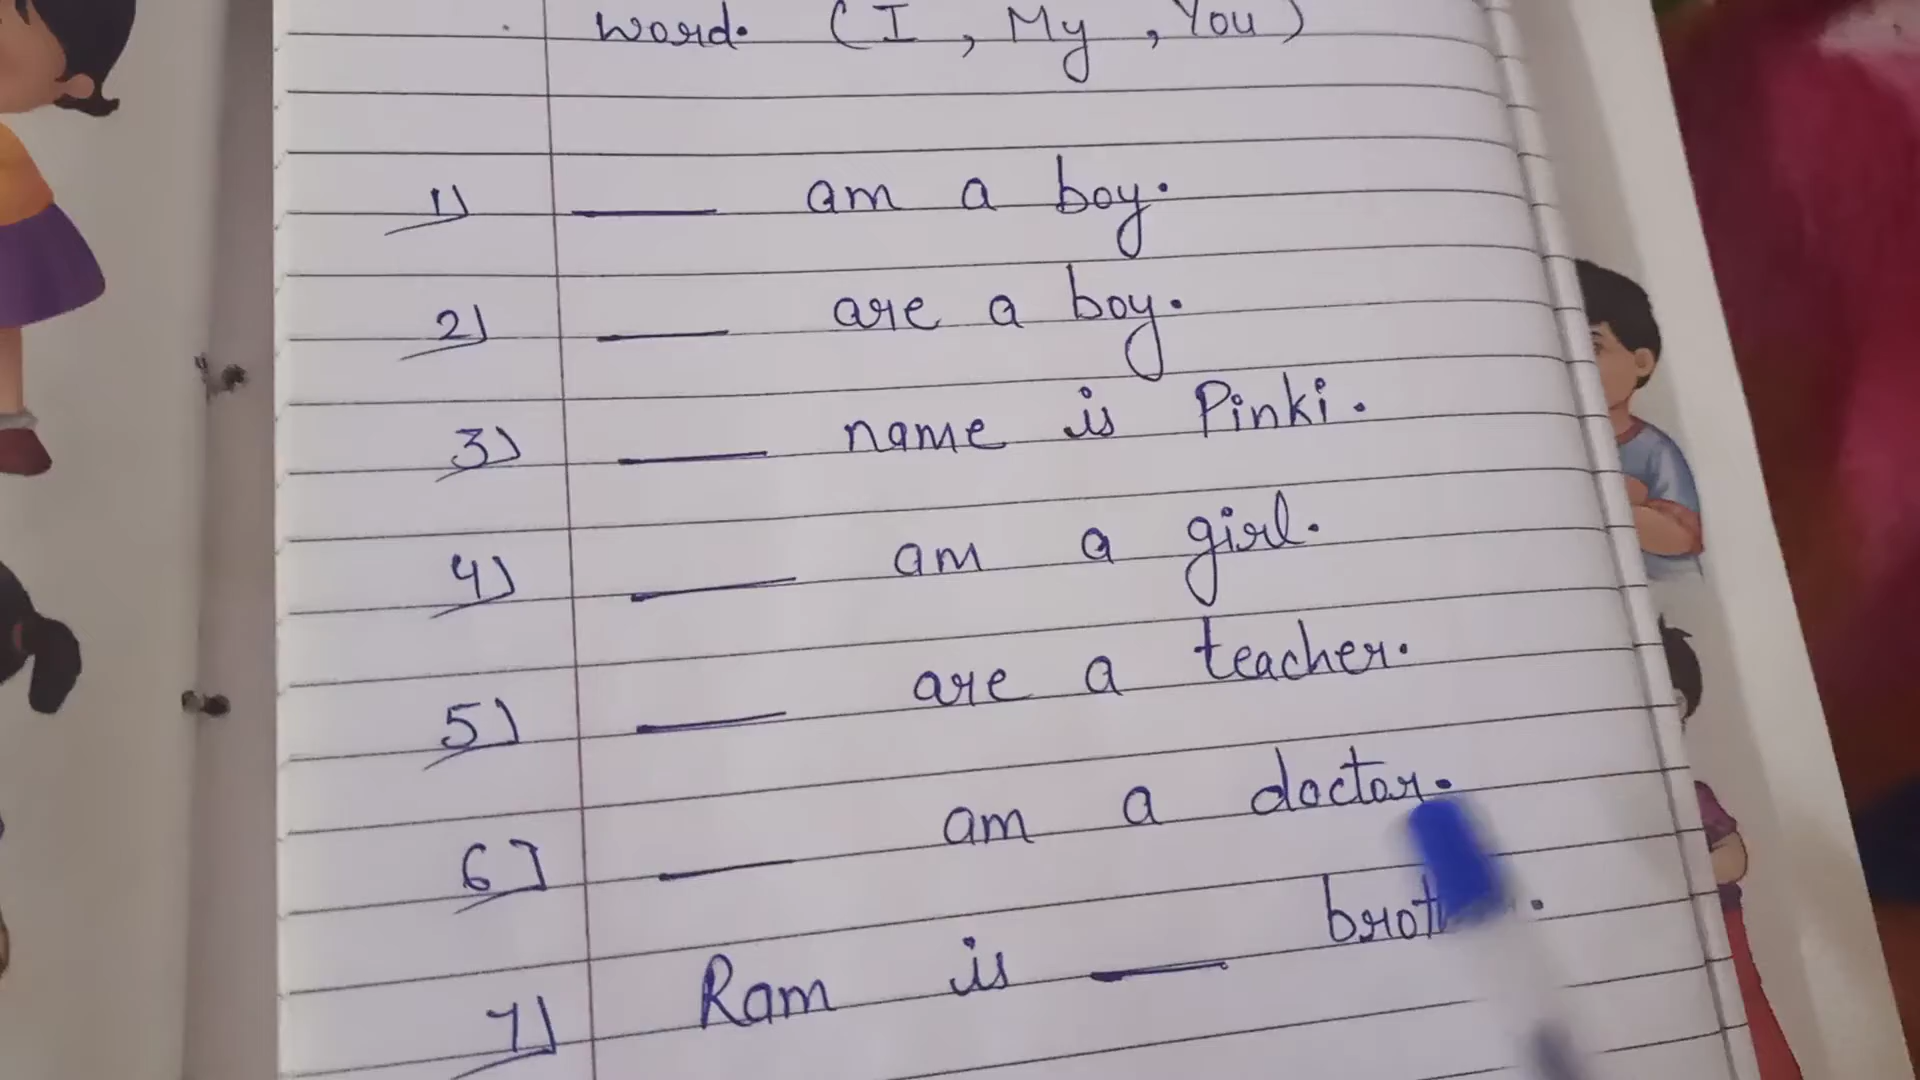 word. (I, My, You)
1) ____ am a boy.
2) ____ are a boy.
3) ____ name is Pinki.
4) ____ am a girl.
5) ____ are a teacher.
6) ____ am a doctor.
7) Ram is ____